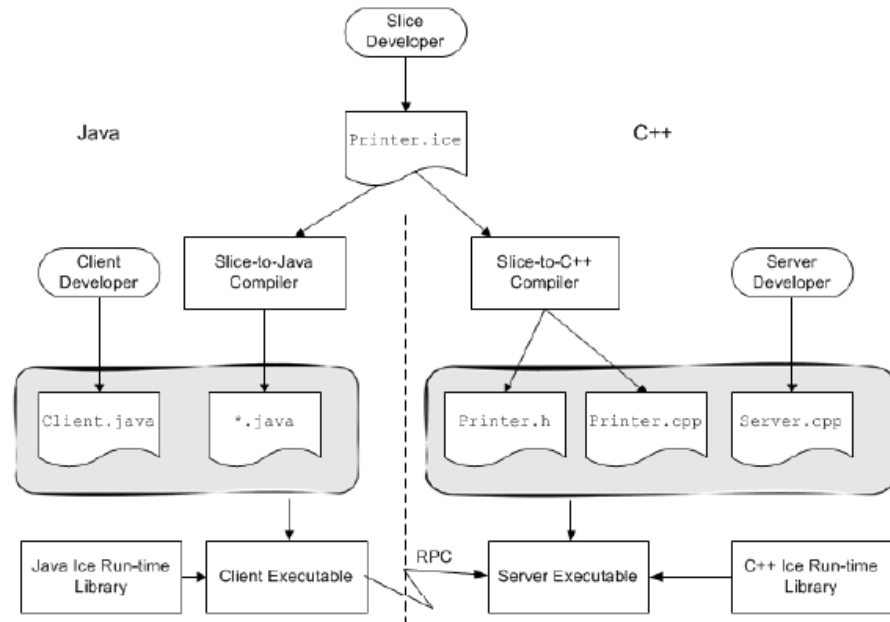 Slice
Developer
Java
Printer.ice
C++
Client
Developer
Slice-to-Java
Compiler
Slice-to-C++
Compiler
Server
Developer
Client.java
*.java
Printer.h
Printer.cpp
Server.cpp
Java Ice Run-time
Library
Client Executable
RPC
Server Executable
C++ Ice Run-time
Library